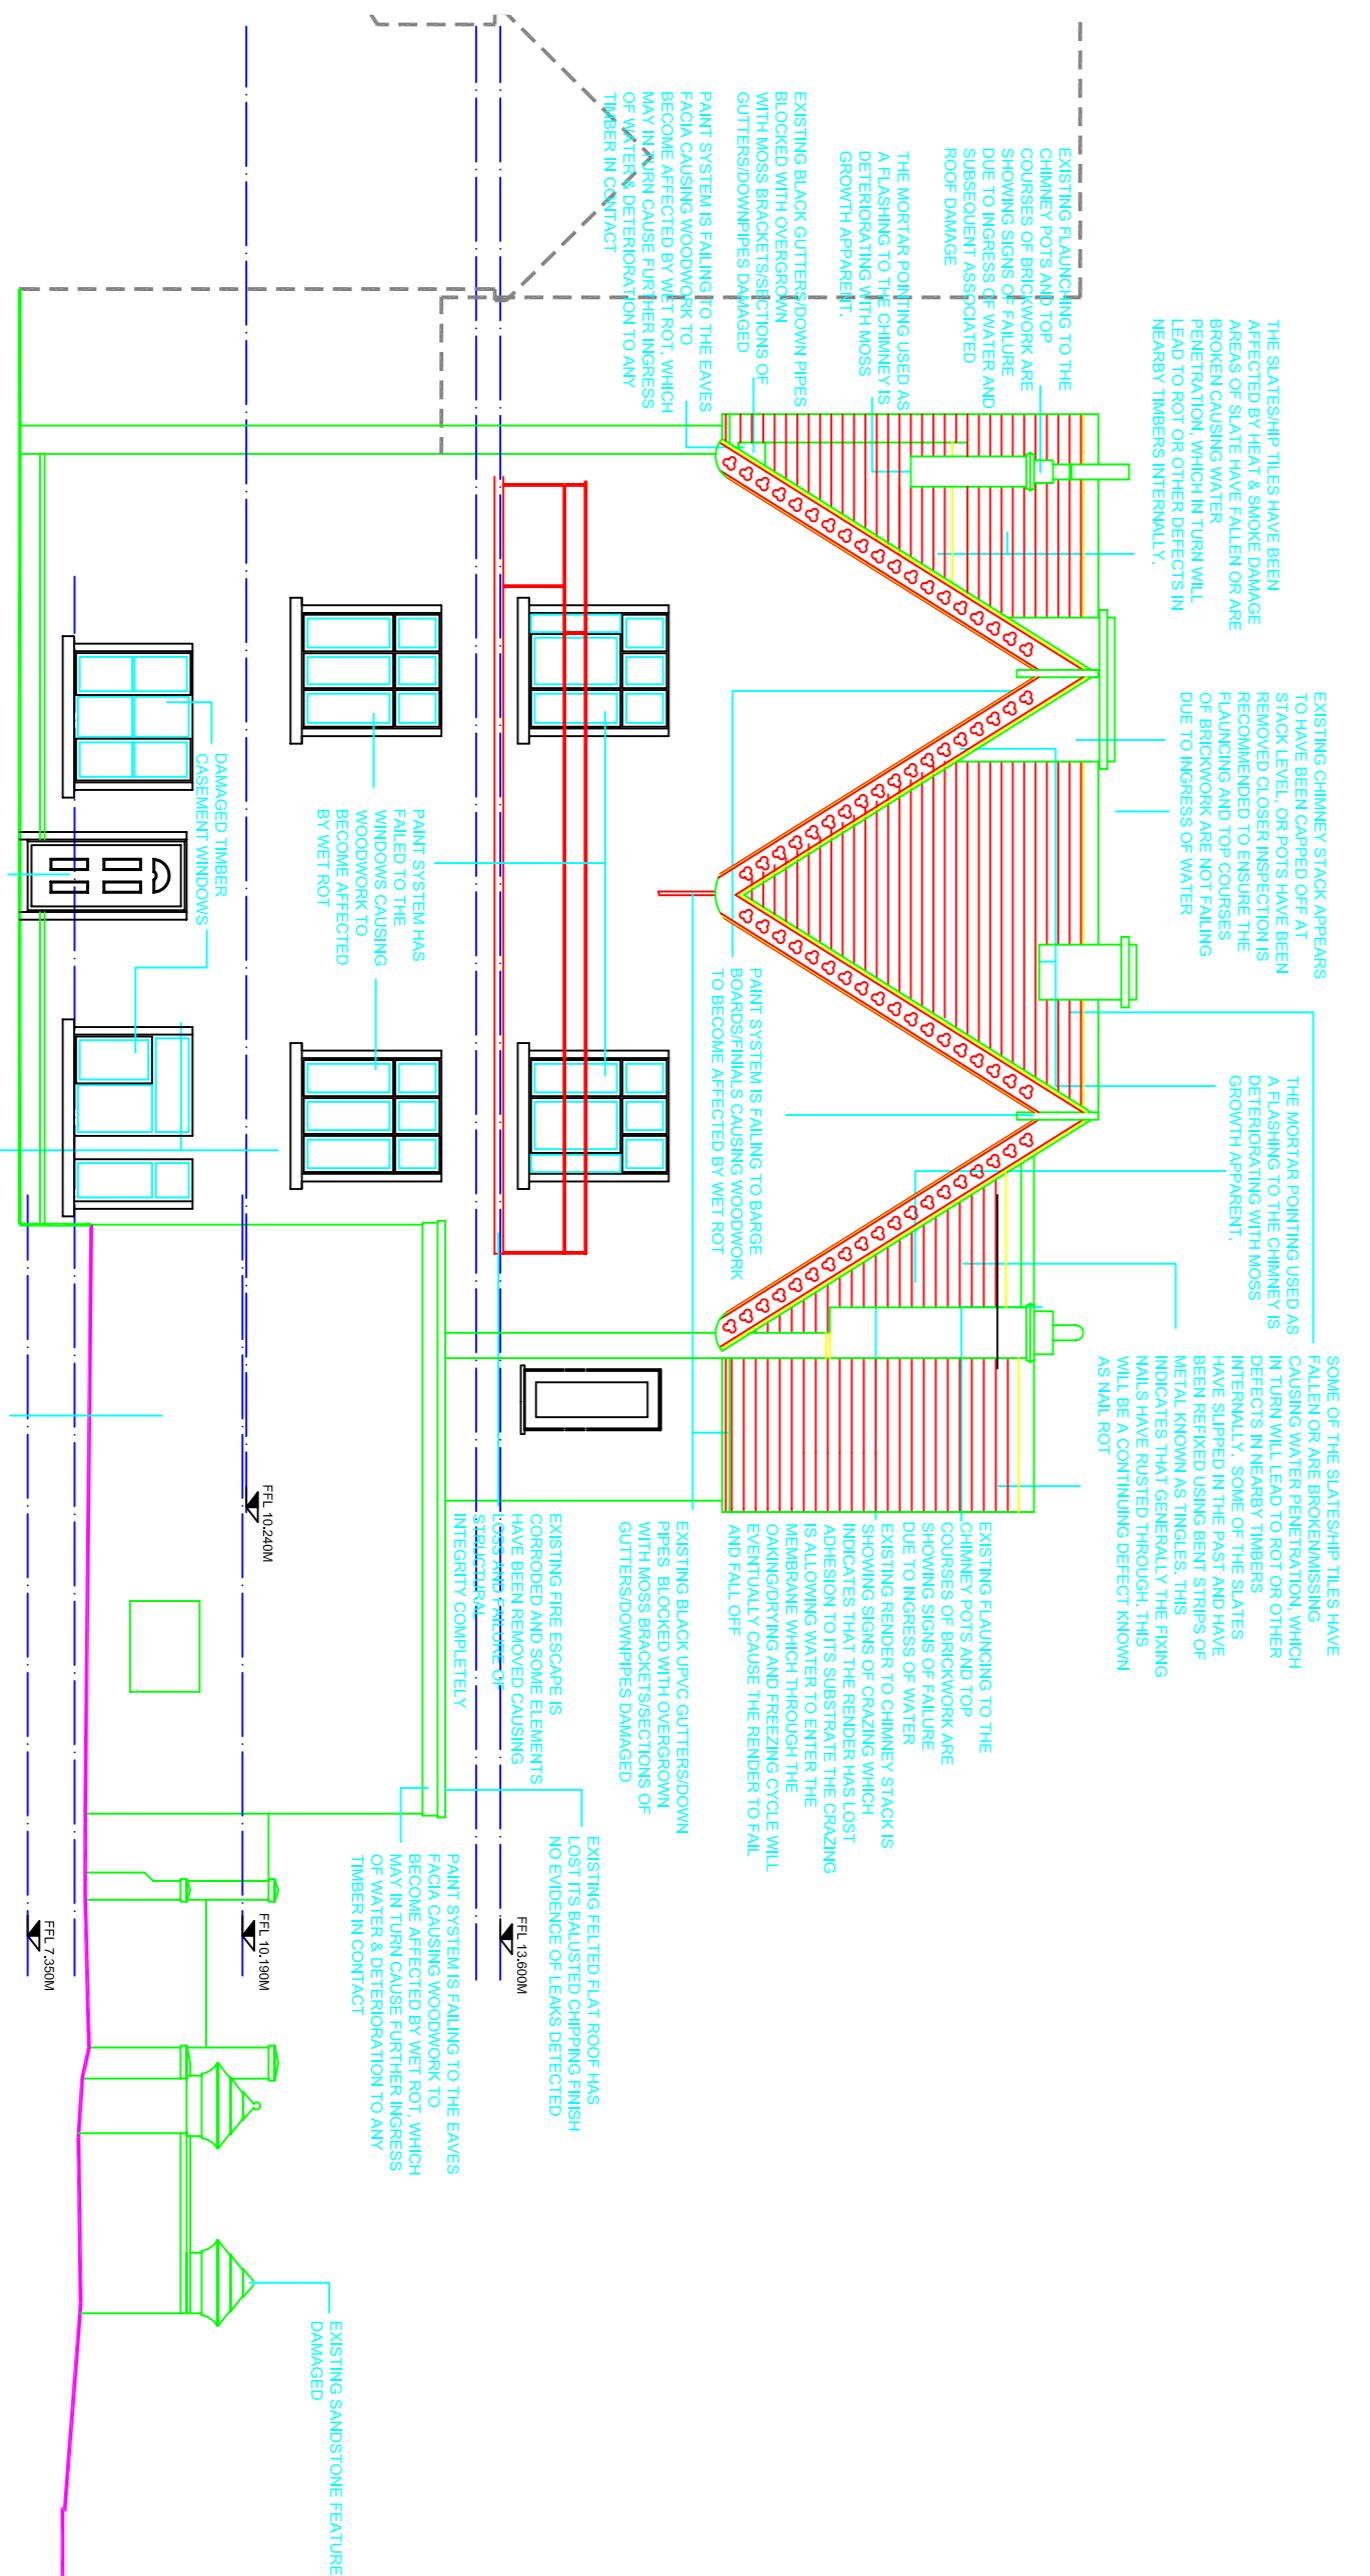 THE SLATES/HIP TILES HAVE BEEN
AFFECTED BY HEAT & SMOKE DAMAGE
AREAS OF SLATE HAVE FALLEN OR ARE
BROKEN CAUSING WATER
PENETRATION, WHICH IN TURN WILL
LEAD TO ROT OR OTHER DEFECTS IN
NEARBY TIMBERS INTERNALLY.
EXISTING FLAUNCHING TO THE
CHIMNEY POTS AND TOP
COURSES OF BRICKWORK ARE
SHOWING SIGNS OF FAILURE
DUE TO INGRESS OF WATER AND
SUBSEQUENT ASSOCIATED
ROOF DAMAGE
THE MORTAR POINTING USED AS
A FLASHING TO THE CHIMNEY IS
DETERIORATING WITH MOSS
GROWTH APPARENT.
EXISTING BLACK GUTTERS/DOWN PIPES
BLOCKED WITH OVERGROWN
WITH MOSS BRACKETS/SECTIONS OF
GUTTERS/DOWNPIPES DAMAGED
PAINT SYSTEM IS FAILING TO THE EAVES
FACIA CAUSING WOODWORK TO
BECOME AFFECTED BY WET ROT, WHICH
MAY IN TURN CAUSE FURTHER INGRESS
OF WATER & DETERIORATION TO ANY
TIMBER IN CONTACT
EXISTING CHIMNEY STACK APPEARS
TO HAVE BEEN CAPPED OFF AT
STACK LEVEL, OR POTS HAVE BEEN
REMOVED CLOSER INSPECTION IS
RECOMMENDED TO ENSURE THE
FLAUNCING AND TOP COURSES
OF BRICKWORK ARE NOT FAILING
DUE TO INGRESS OF WATER
THE MORTAR POINTING USED AS
A FLASHING TO THE CHIMNEY IS
DETERIORATING WITH MOSS
GROWTH APPARENT.
SOME OF THE SLATES/HIP TILES HAVE
FALLEN OR ARE BROKEN/MISSING
CAUSING WATER PENETRATION, WHICH
IN TURN WILL LEAD TO ROT OR OTHER
DEFECTS IN NEARBY TIMBERS
INTERNALLY. SOME OF THE SLATES
HAVE SLIPPED IN THE PAST AND HAVE
BEEN REFIXED USING BENT STRIPS OF
METAL KNOWN AS TINGLES, THIS
INDICATES THAT GENERALLY THE FIXING
NAILS HAVE RUSTED THROUGH, THIS
WILL BE A CONTINUING DEFECT KNOWN
AS NAIL ROT
EXISTING FLAUNCING TO THE
CHIMNEY POTS AND TOP
COURSES OF BRICKWORK ARE
SHOWING SIGNS OF FAILURE
DUE TO INGRESS OF WATER
EXISTING RENDER TO CHIMNEY STACK IS
SHOWING SIGNS OF CRAZING WHICH
INDICATES THAT THE RENDER HAS LOST
ADHESION TO ITS SUBSTRATE THE CRAZING
IS ALLOWING WATER TO ENTER THE
MEMBRANE WHICH THROUGH THE
OAKING/DRYING AND FREEZING CYCLE WILL
EVENTUALLY CAUSE THE RENDER TO FAIL
AND FALL OFF
PAINT SYSTEM IS FAILING TO BARGE
BOARDS/FINIALS CAUSING WOODWORK
TO BECOME AFFECTED BY WET ROT
EXISTING BLACK UPVC GUTTERS/DOWN
PIPES BLOCKED WITH OVERGROWN
WITH MOSS BRACKETS/SECTIONS OF
GUTTERS/DOWNPIPES DAMAGED
EXISTING FIRE ESCAPE IS
CORRODED AND SOME ELEMENTS
HAVE BEEN REMOVED CAUSING
LOSS AND FAILURE OF
STRUCTURAL
INTEGRITY COMPLETELY
EXISTING FELTED FLAT ROOF HAS
LOST ITS BALUSTED CHIPPING FINISH
NO EVIDENCE OF LEAKS DETECTED
PAINT SYSTEM IS FAILING TO THE EAVES
FACIA CAUSING WOODWORK TO
BECOME AFFECTED BY WET ROT, WHICH
MAY IN TURN CAUSE FURTHER INGRESS
OF WATER & DETERIORATION TO ANY
TIMBER IN CONTACT
PAINT SYSTEM HAS
FAILED TO THE
WINDOWS CAUSING
WOODWORK TO
BECOME AFFECTED
BY WET ROT
DAMAGED TIMBER
CASEMENT WINDOWS
EXISTING SANDSTONE FEATURE
DAMAGED
FFL 13.600M
FFL 10.240M
FFL 10.190M
FFL 7.350M